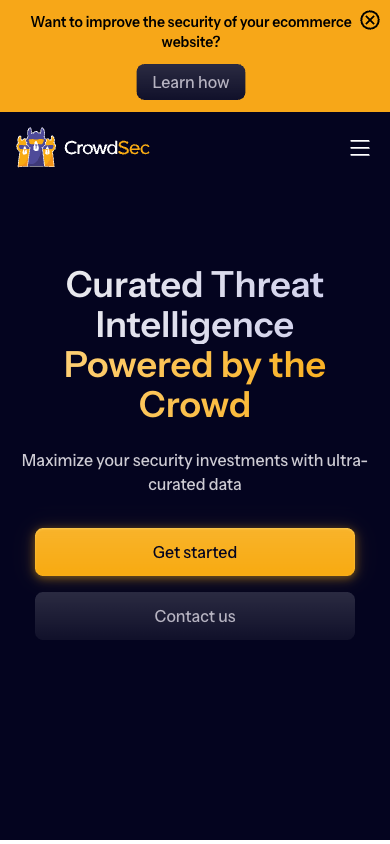 Want to improve the security of your ecommerce
website?
Learn how
CrowdSec
Curated Threat
Intelligence
Powered by the
Crowd
Maximize your security investments with ultra-
curated data
Get started
Contact us